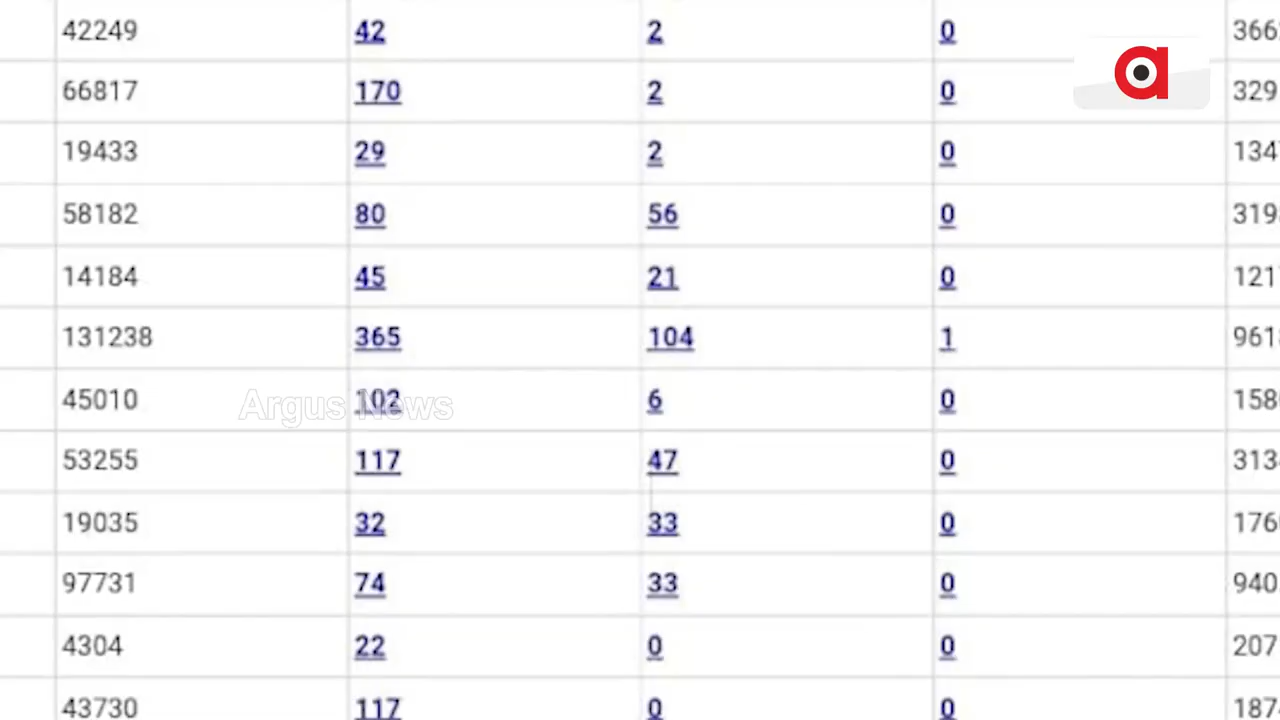 42249 42 2 0
66817 170 2 0 329
19433 29 2 0
58182 80 56 0
14184 45 21 0
131238 365 104 1
45010 102 6 0
Argus News
53255 117 47 0
19035 32 33 0
97731 74 33 0
4304 22 0 0 207
43730 117 0 0